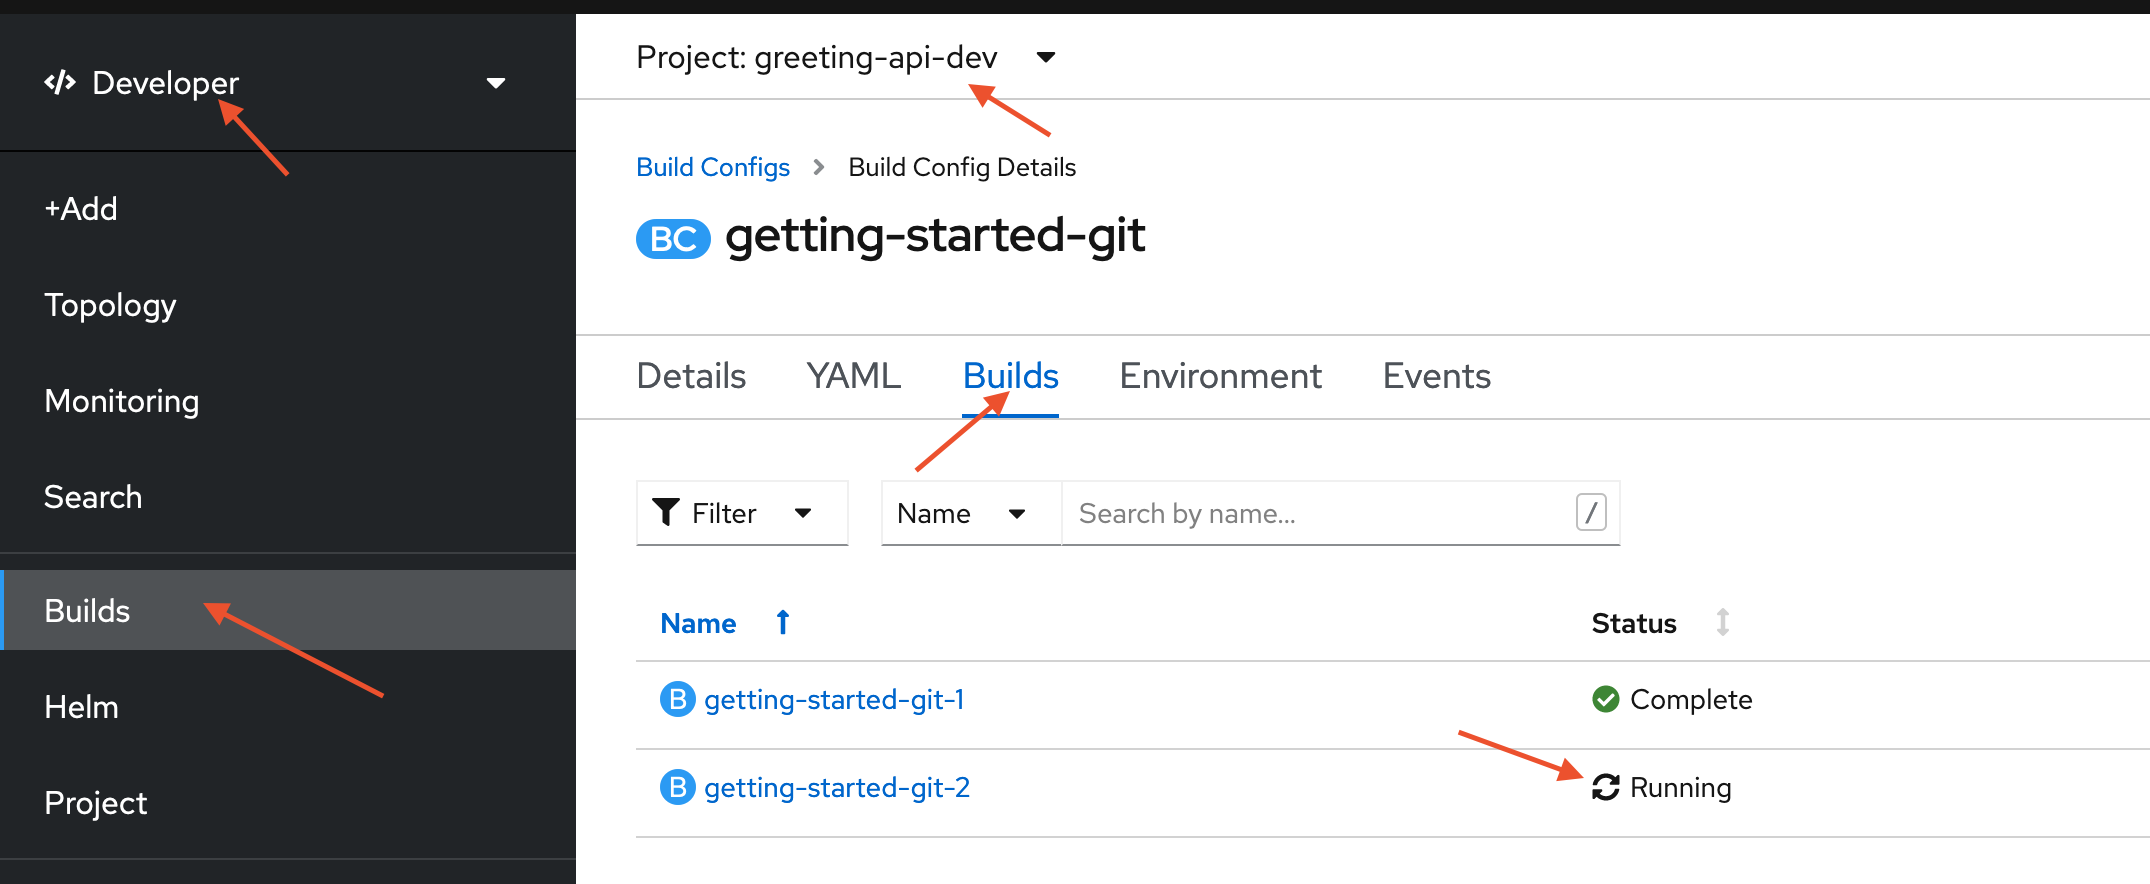 Developer
+Add
Topology
Monitoring
Search
Builds
Helm
Project
Project: greeting-api-dev
Build Configs > Build Config Details
BC getting-started-git
Details YAML Builds Environment Events
Filter Name Search by name... /
Name Status
B getting-started-git-1 Complete
B getting-started-git-2 Running